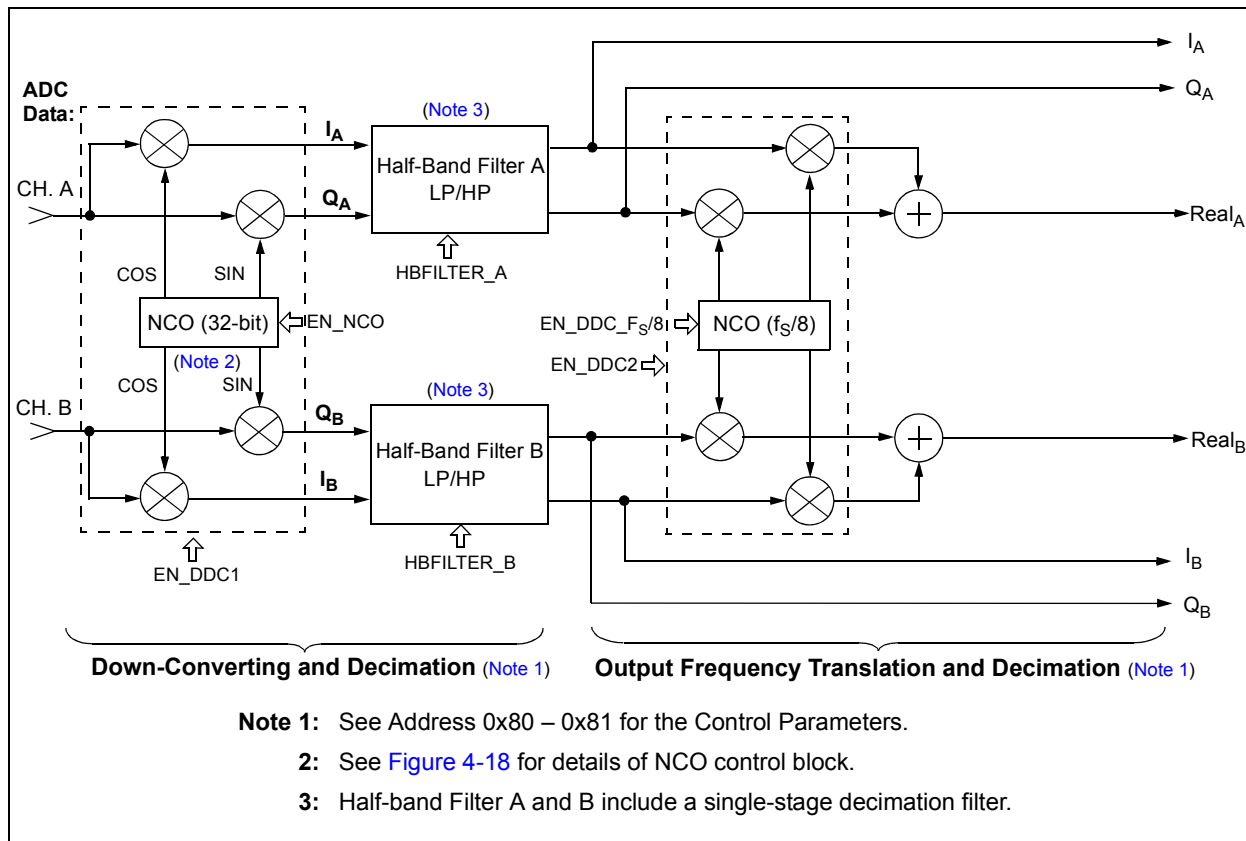 I_A
Q_A
ADC
Data:
(Note 3)
I_A
Half-Band Filter A
LP/HP
CH. A
Q_A
Real_A
HBFILTER_A
COS
SIN
NCO (32-bit)
EN_NCO
EN_DDC_F_S/8
NCO (f_S/8)
(Note 2)
EN_DDC2
COS
SIN
(Note 3)
CH. B
Q_B
Half-Band Filter B
LP/HP
Real_B
I_B
HBFILTER_B
EN_DDC1
I_B
Q_B
Down-Converting and Decimation (Note 1)
Output Frequency Translation and Decimation (Note 1)
Note 1: See Address 0x80 – 0x81 for the Control Parameters.
2: See Figure 4-18 for details of NCO control block.
3: Half-band Filter A and B include a single-stage decimation filter.